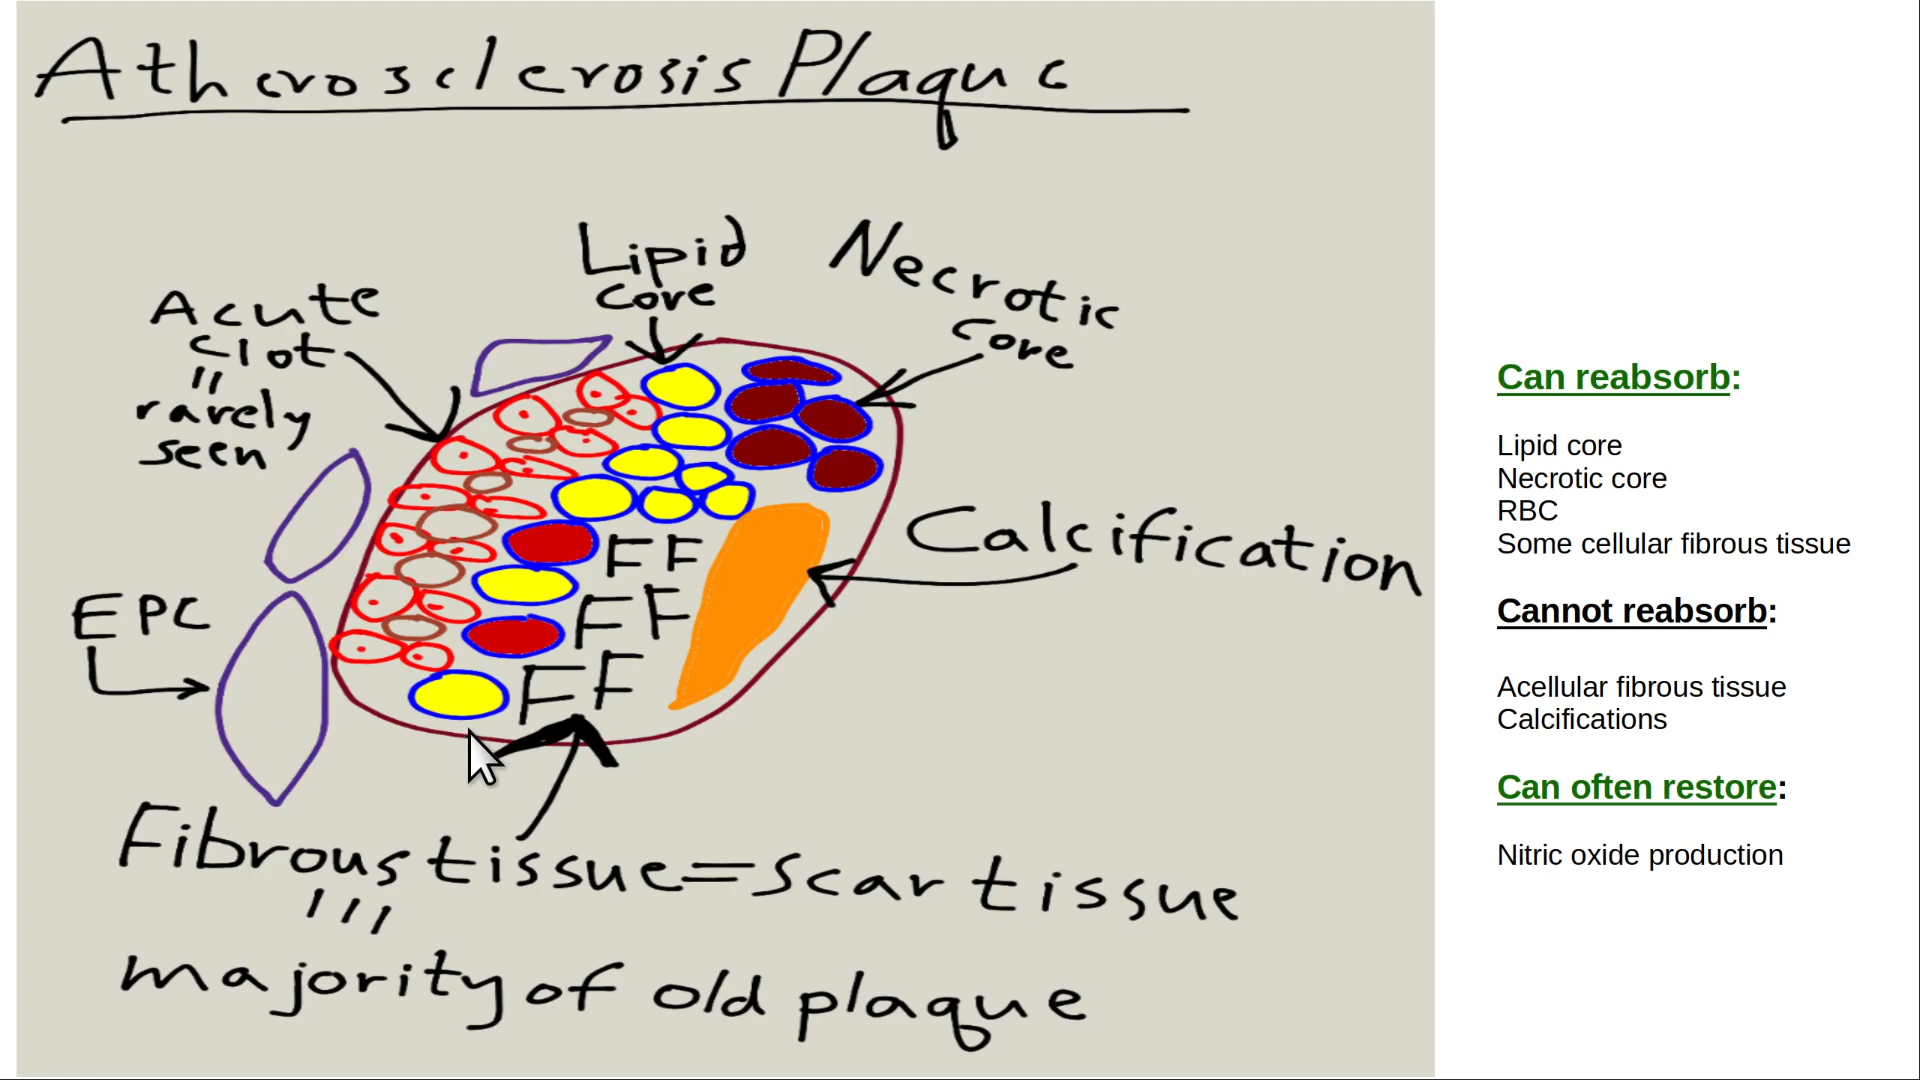 Atherosclerosis Plaque
Lipid
core
Necrotic
core
Acute
clot
"
rarely
seen
EPC
Calcification
FF
FF
FF
Fibrous tissue=scar tissue
majority of old plaque
Can reabsorb:
Lipid core
Necrotic core
RBC
Some cellular fibrous tissue
Cannot reabsorb:
Acellular fibrous tissue
Calcifications
Can often restore:
Nitric oxide production